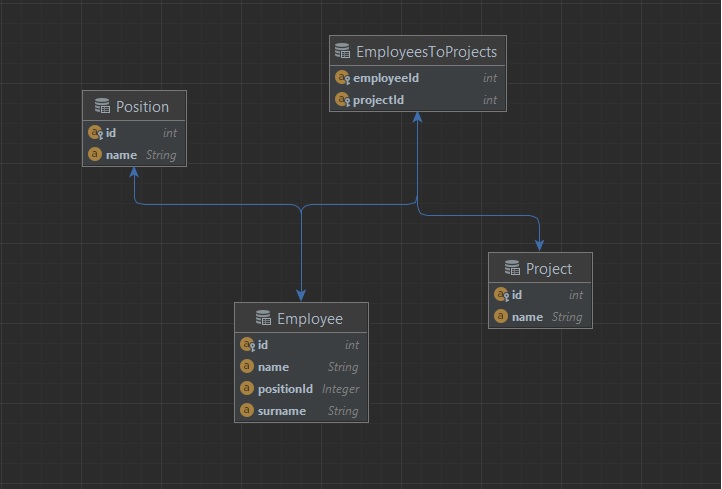 EmployeesToProjects
employeeId int
projectId int
Position
id int
name String
Project
id int
name String
Employee
id int
name String
positionId Integer
surname String